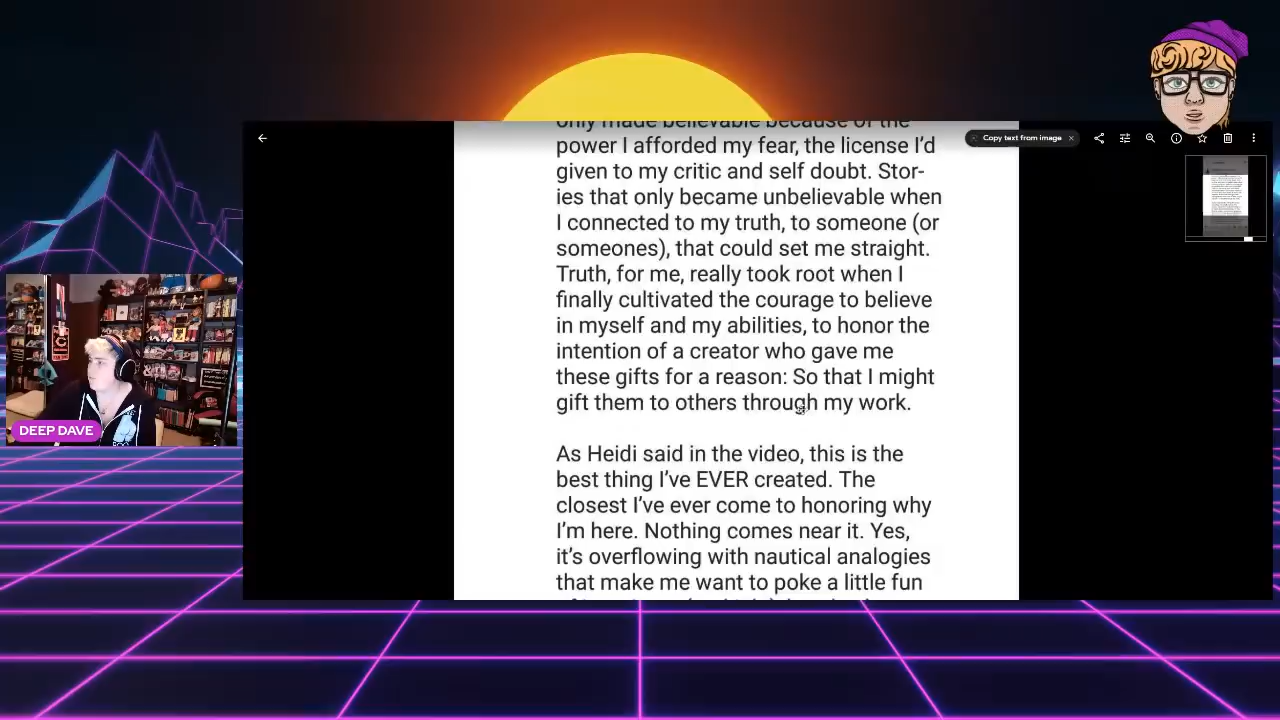 only made believable because of the
power I afforded my fear, the license I'd
given to my critic and self doubt. Stor-
ies that only became unbelievable when
I connected to my truth, to someone (or
someones), that could set me straight.
Truth, for me, really took root when I
finally cultivated the courage to believe
in myself and my abilities, to honor the
intention of a creator who gave me
these gifts for a reason: So that I might
gift them to others through my work.
As Heidi said in the video, this is the
best thing I've EVER created. The
closest I've ever come to honoring why
I'm here. Nothing comes near it. Yes,
it's overflowing with nautical analogies
that make me want to poke a little fun
Copy text from image
DEEP DAVE